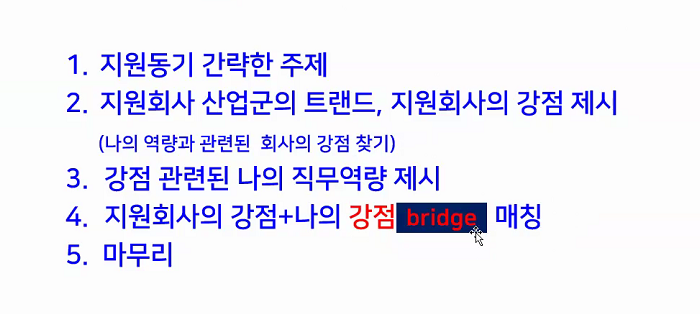 1. 지원동기 간략한 주제
2. 지원회사 산업군의 트랜드, 지원회사의 강점 제시
(나의 역량과 관련된 회사의 강점 찾기)
3. 강점 관련된 나의 직무역량 제시
4. 지원회사의 강점+나의 강점 bridge 매칭
5. 마무리